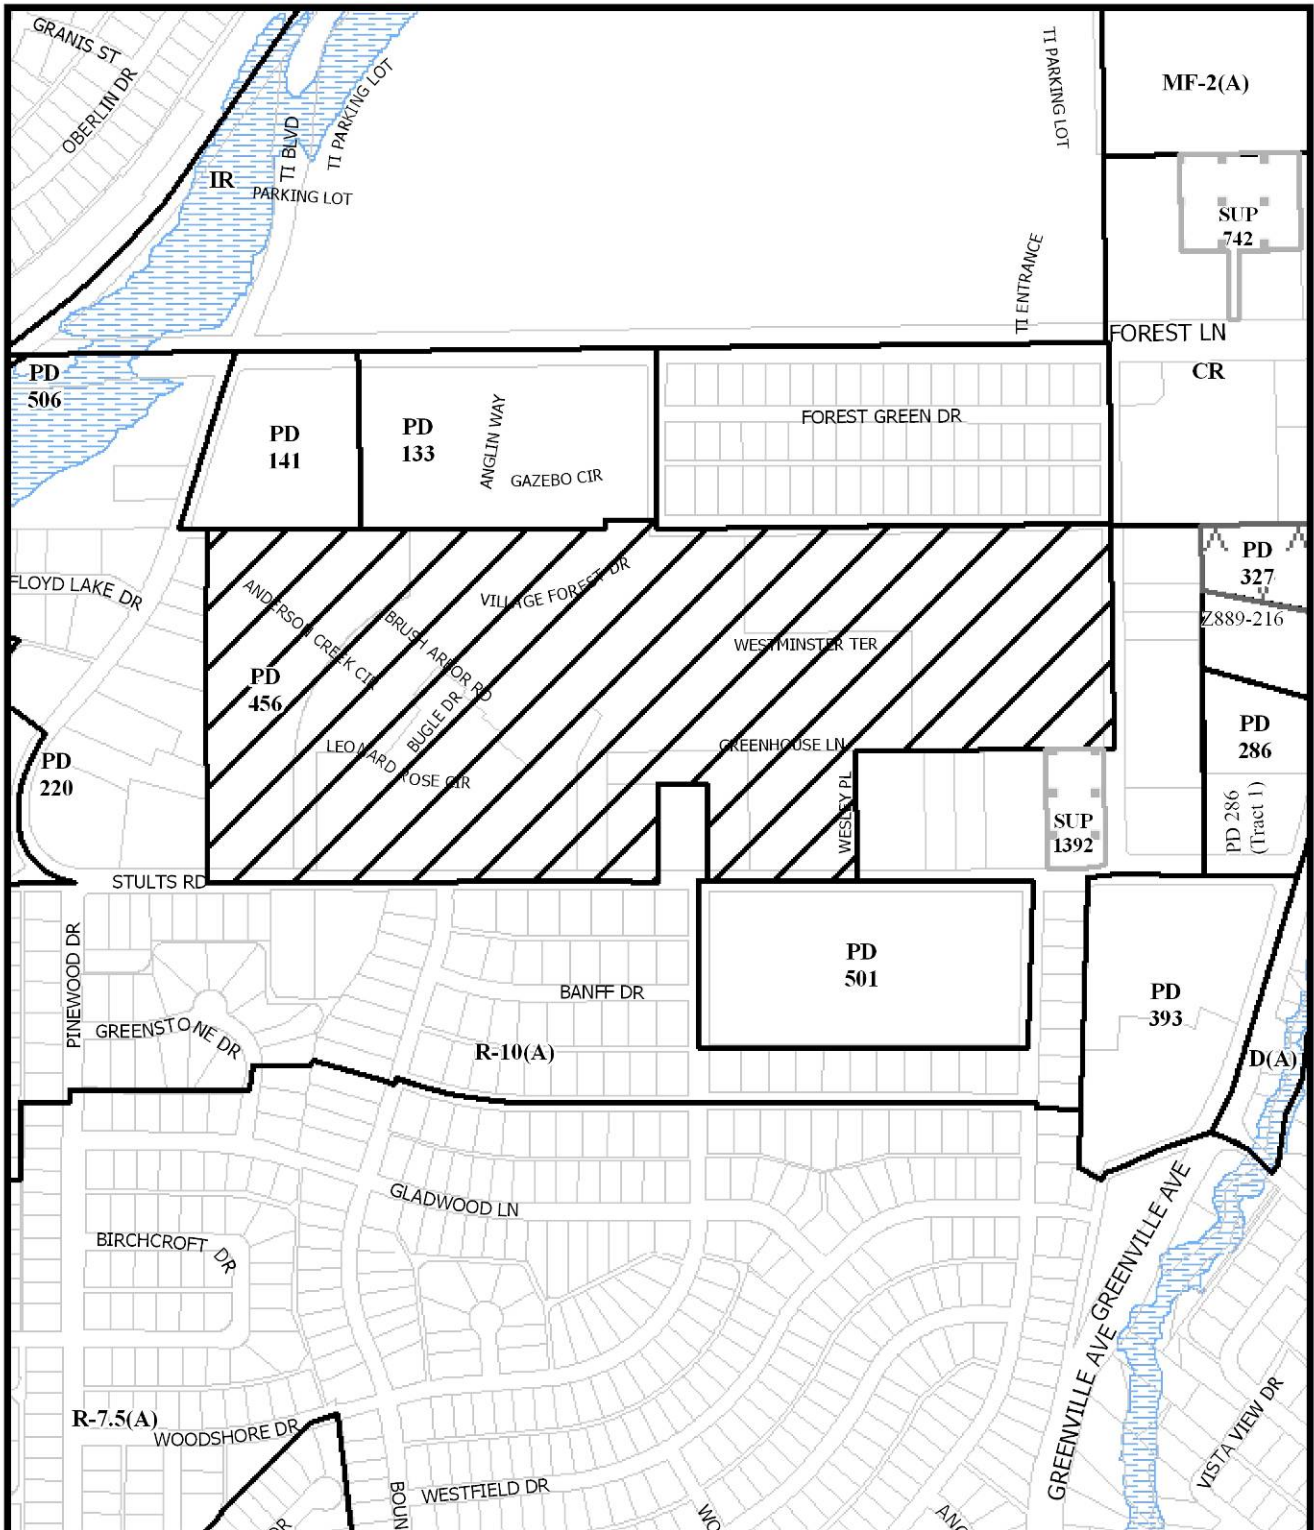 GRANIS ST
OBERLIN DR
TI BLVD
TI PARKING LOT
TI PARKING LOT
MF-2(A)
IR
PARKING LOT
SUP
742
TI ENTRANCE
FOREST LN
CR
PD
506
PD
141
PD
133
ANGLIN WAY
GAZEBO CIR
FOREST GREEN DR
PD
327
Z889-216
FLOYD LAKE DR
ANDERSON CREEK CIR
BRUSH ARBOR RD
VILLAGE FOREST DR
WESTMINSTER TER
PD
456
BUGLE DR
LEONARD ROSE CIR
GREENHOUSE LN
WESLEY PL
PD
286
PD 286
(Tract 1)
PD
220
SUP
1392
STULTS RD
PINEWOOD DR
GREENSTONE DR
BANFF DR
R-10(A)
PD
501
PD
393
D(A)
GLADWOOD LN
BIRCHCROFT DR
GREENVILLE AVE
GREENVILLE AVE
R-7.5(A)
WOODSHORE DR
WESTFIELD DR
BOUN
WO
ANG
OR
VISTA VIEW DR